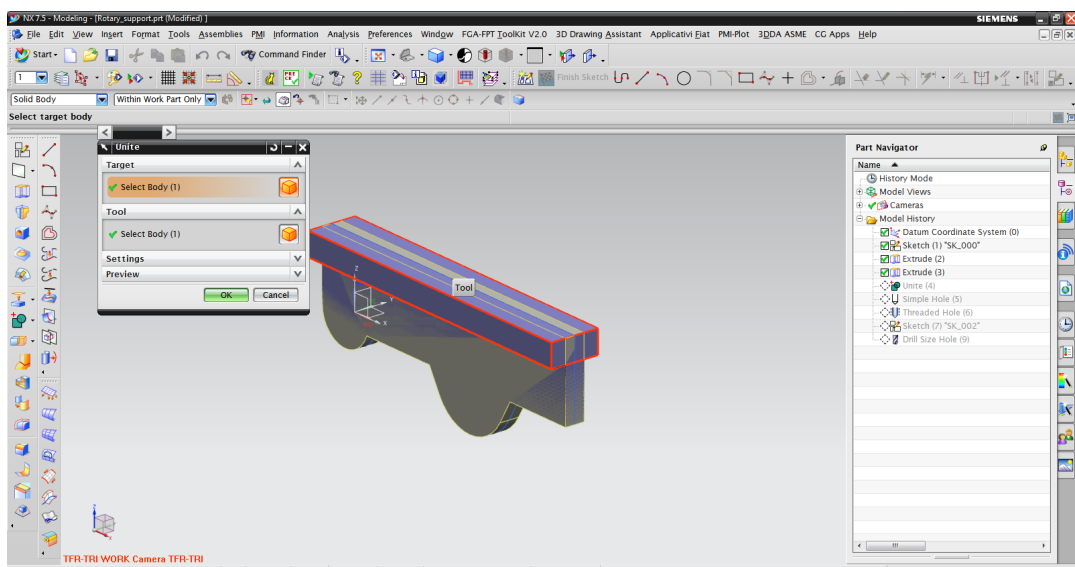 NX 7.5 - Modeling - [Rotary_support.prt (Modified) ]
SIEMENS
File Edit View Insert Format Tools Assemblies PMI Information Analysis Preferences Window FGA-FPT ToolKit V2.0 3D Drawing Assistant Applicativi Fiat PMI-Plot 3DDA ASME CG Apps Help
Start Command Finder
1 Finish Sketch
Solid Body Within Work Part Only
Select target body
Unite
Target
Select Body (1)
Tool
Select Body (1)
Settings
Preview
OK Cancel
Tool
Z
Y
X
TFR-TRI WORK Camera TFR-TRI
Part Navigator
Name
History Mode
Model Views
Cameras
Model History
Datum Coordinate System (0)
Sketch (1) "SK_000"
Extrude (2)
Extrude (3)
Unite (4)
Simple Hole (5)
Threaded Hole (6)
Sketch (7) "SK_002"
Drill Size Hole (9)